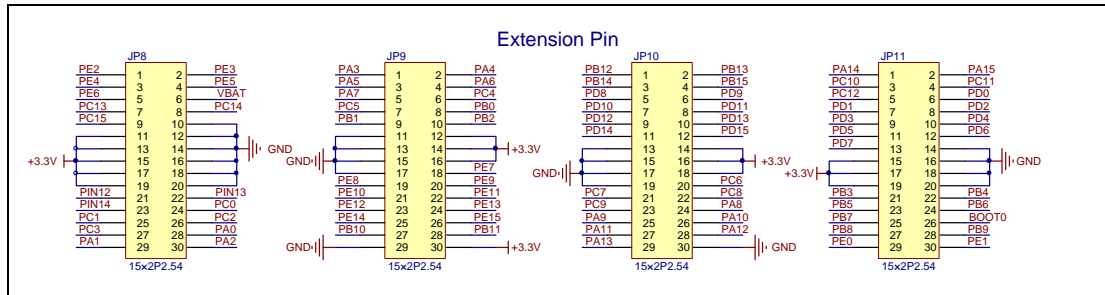 Extension Pin
JP8
PE2 1 2 PE3
PE4 3 4 PE5
PE6 5 6 VBAT
PC13 7 8 PC14
PC15 9 10
11 12
13 14 GND
+3.3V 15 16
17 18
19 20
PIN12 21 22 PIN13
PIN14 23 24 PC0
PC1 25 26 PC2
PC3 27 28 PA0
PA1 29 30 PA2
15×2P2.54
JP9
PA3 1 2 PA4
PA5 3 4 PA6
PA7 5 6 PC4
PC5 7 8 PB0
PB1 9 10 PB2
11 12
13 14 +3.3V
GND 15 16
17 18 PE7
PE8 19 20 PE9
PE10 21 22 PE11
PE12 23 24 PE13
PE14 25 26 PE15
PB10 27 28 PB11
GND 29 30 +3.3V
15×2P2.54
JP10
PB12 1 2 PB13
PB14 3 4 PB15
PD8 5 6 PD9
PD10 7 8 PD11
PD12 9 10 PD13
PD14 11 12 PD15
13 14
15 16 +3.3V
GND 17 18
19 20 PC6
PC7 21 22 PC8
PC9 23 24 PA8
PA9 25 26 PA10
PA11 27 28 PA12
PA13 29 30 GND
15×2P2.54
JP11
PA14 1 2 PA15
PC10 3 4 PC11
PC12 5 6 PD0
PD1 7 8 PD2
PD3 9 10 PD4
PD5 11 12 PD6
PD7 13 14
15 16 GND
+3.3V 17 18
19 20
PB3 21 22 PB4
PB5 23 24 PB6
PB7 25 26 BOOT0
PB8 27 28 PB9
PE0 29 30 PE1
15×2P2.54